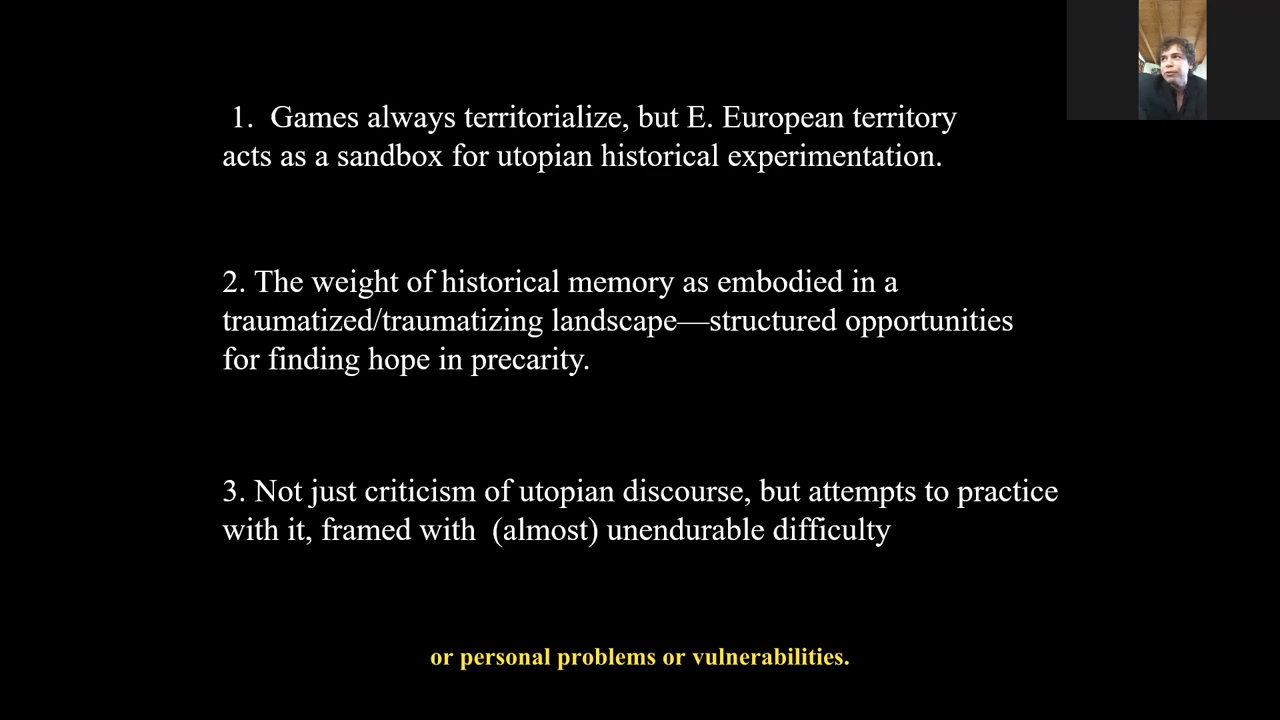 1. Games always territorialize, but E. European territory
acts as a sandbox for utopian historical experimentation.
2. The weight of historical memory as embodied in a
traumatized/traumatizing landscape—structured opportunities
for finding hope in precarity.
3. Not just criticism of utopian discourse, but attempts to practice
with it, framed with (almost) unendurable difficulty
or personal problems or vulnerabilities.